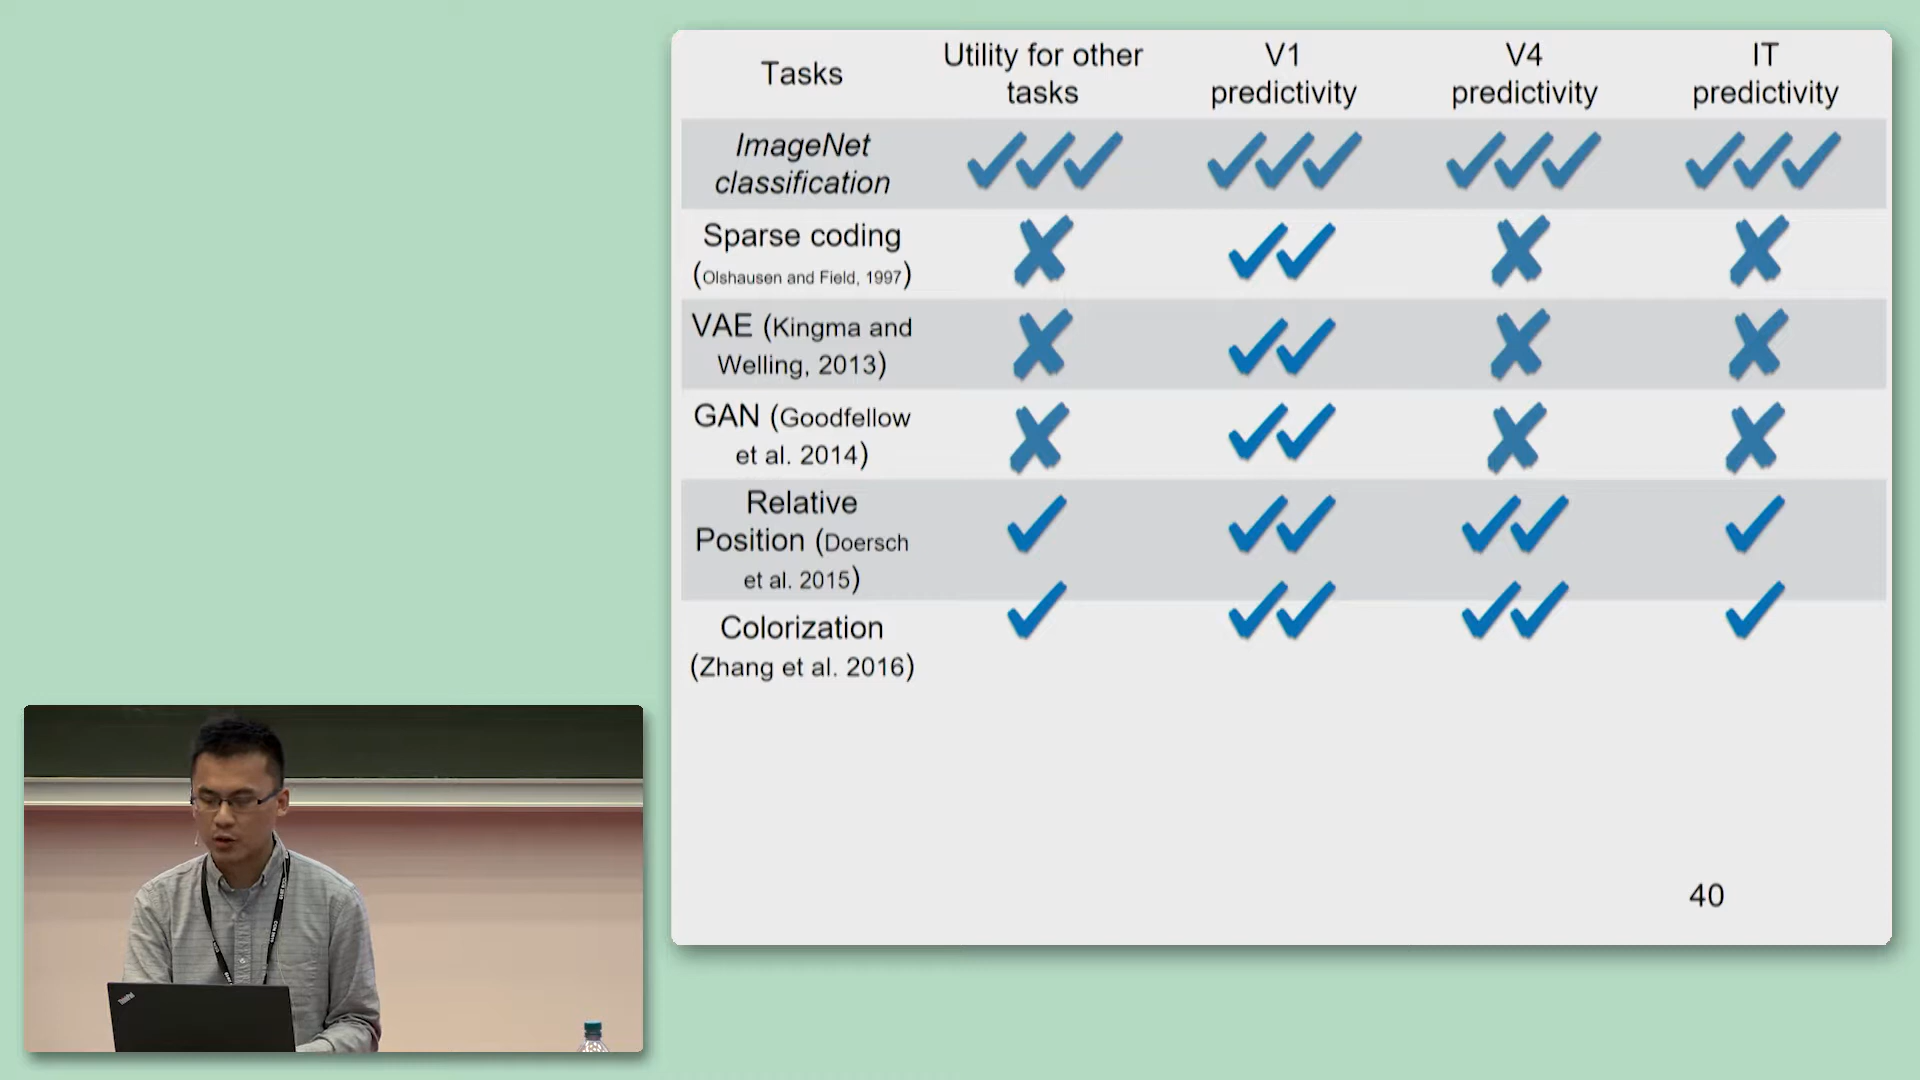 Tasks
Utility for other
tasks
V1
predictivity
V4
predictivity
IT
predictivity
ImageNet
classification
Sparse coding
(Olshausen and Field, 1997)
VAE (Kingma and
Welling, 2013)
GAN (Goodfellow
et al. 2014)
Relative
Position (Doersch
et al. 2015)
Colorization
(Zhang et al. 2016)
40
ThinkPad